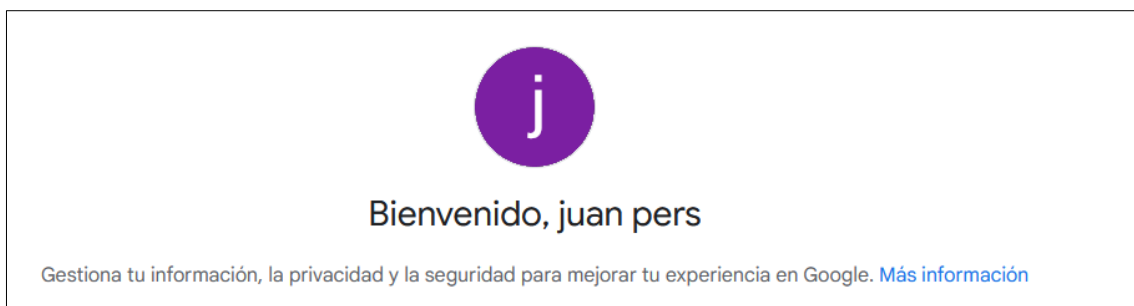 j
Bienvenido, juan pers
Gestiona tu información, la privacidad y la seguridad para mejorar tu experiencia en Google. Más información